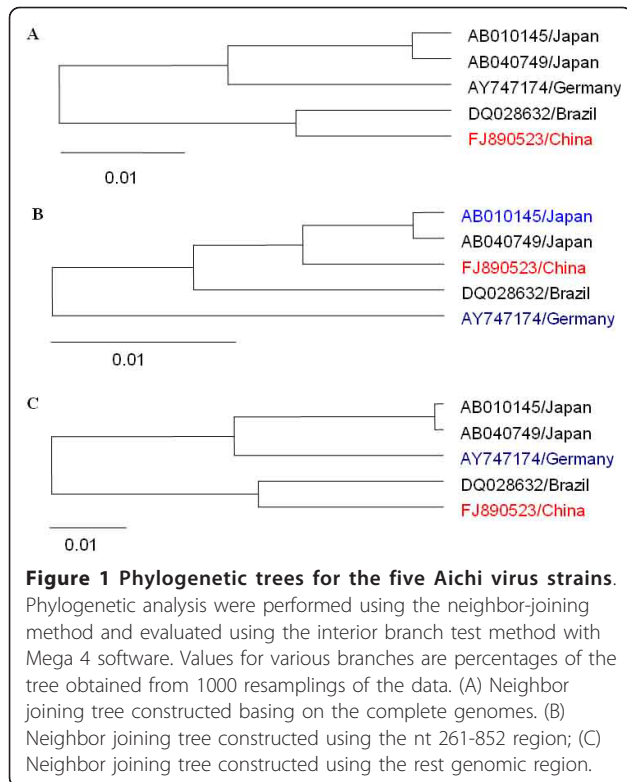 A
AB010145/Japan
AB040749/Japan
AY747174/Germany
DQ028632/Brazil
FJ890523/China
0.01
B
AB010145/Japan
AB040749/Japan
FJ890523/China
DQ028632/Brazil
AY747174/Germany
0.01
C
AB010145/Japan
AB040749/Japan
AY747174/Germany
DQ028632/Brazil
FJ890523/China
0.01
Figure 1 Phylogenetic trees for the five Aichi virus strains.
Phylogenetic analysis were performed using the neighbor-joining
method and evaluated using the interior branch test method with
Mega 4 software. Values for various branches are percentages of the
tree obtained from 1000 resamplings of the data. (A) Neighbor
joining tree constructed basing on the complete genomes. (B)
Neighbor joining tree constructed using the nt 261-852 region; (C)
Neighbor joining tree constructed using the rest genomic region.